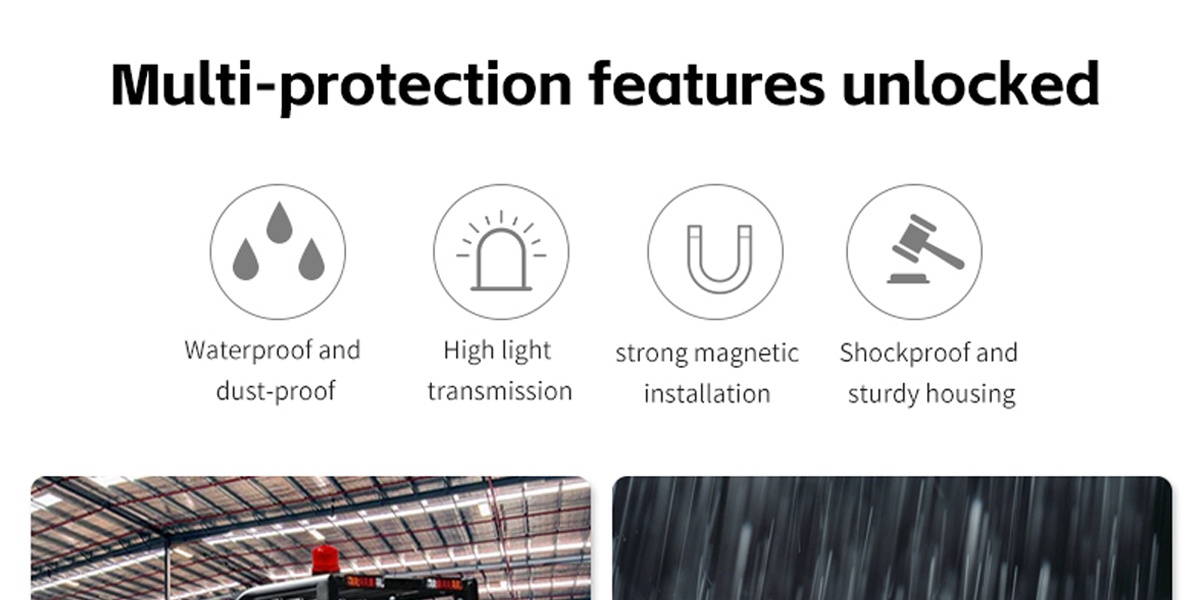 Multi-protection features unlocked
Waterproof and
dust-proof
High light
transmission
strong magnetic
installation
Shockproof and
sturdy housing